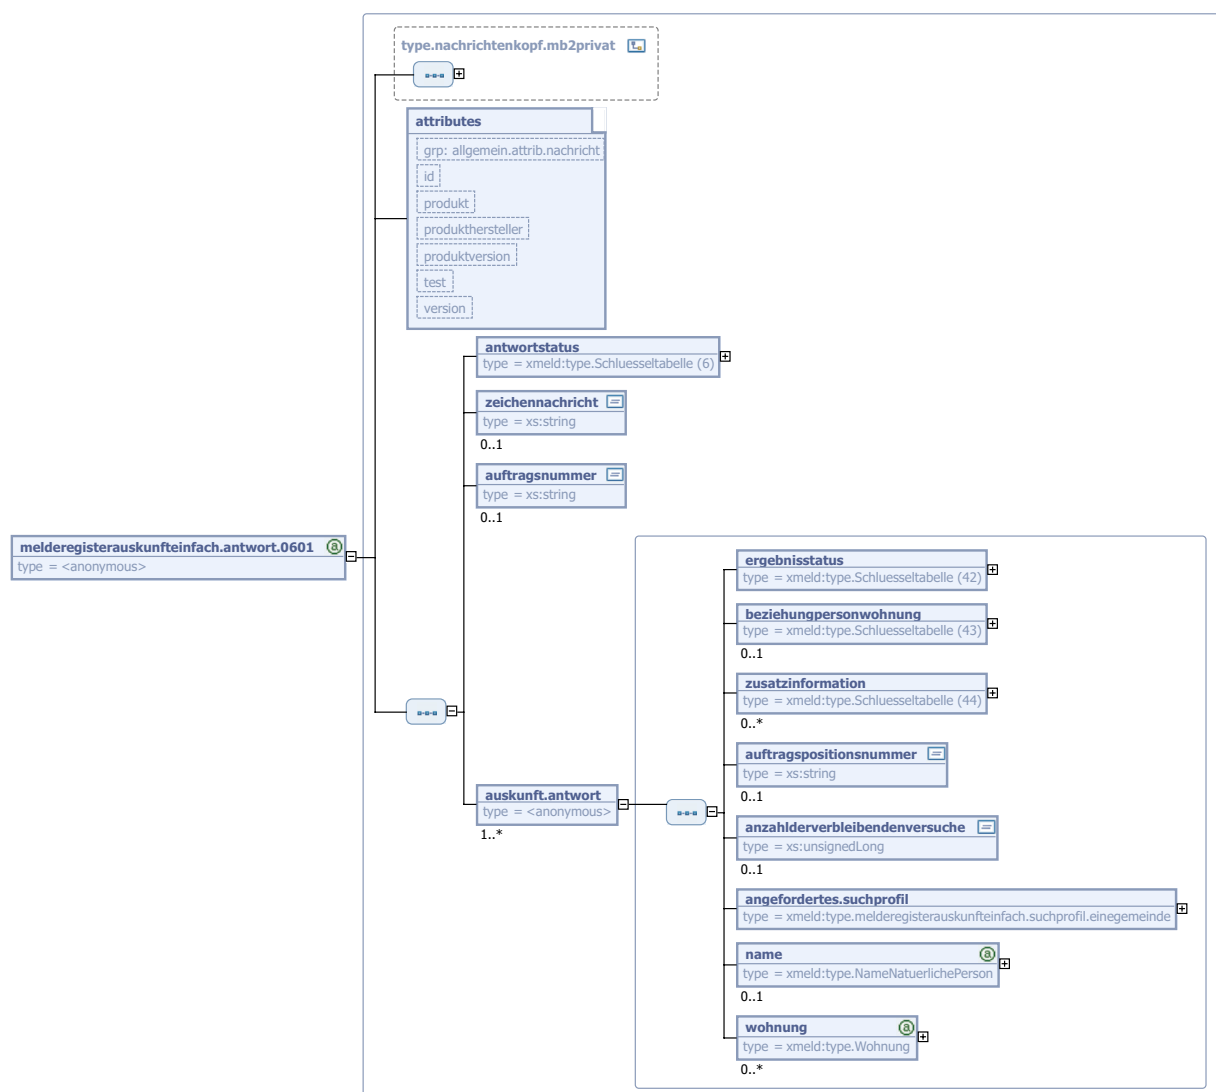 type.nachrichtenkopf.mb2privat
attributes
grp: allgemein.attrib.nachricht
id
produkt
produkthersteller
produktversion
test
version
antwortstatus
type = xmeld:type.Schluesseltabelle (6)
zeichennachricht
type = xs:string
0..1
auftragsnummer
type = xs:string
0..1
melderegisterauskunfteinfach.antwort.0601
type = <anonymous>
auskunft.antwort
type = <anonymous>
1..*
ergebnisstatus
type = xmeld:type.Schluesseltabelle (42)
beziehungpersonwohnung
type = xmeld:type.Schluesseltabelle (43)
0..1
zusatzinformation
type = xmeld:type.Schluesseltabelle (44)
0..*
auftragspositionsnummer
type = xs:string
0..1
anzahlderverbleibendenversuche
type = xs:unsignedLong
0..1
angefordertes.suchprofil
type = xmeld:type.melderegisterauskunfteinfach.suchprofil.einegemeinde
name
type = xmeld:type.NameNatuerlichePerson
0..1
wohnung
type = xmeld:type.Wohnung
0..*